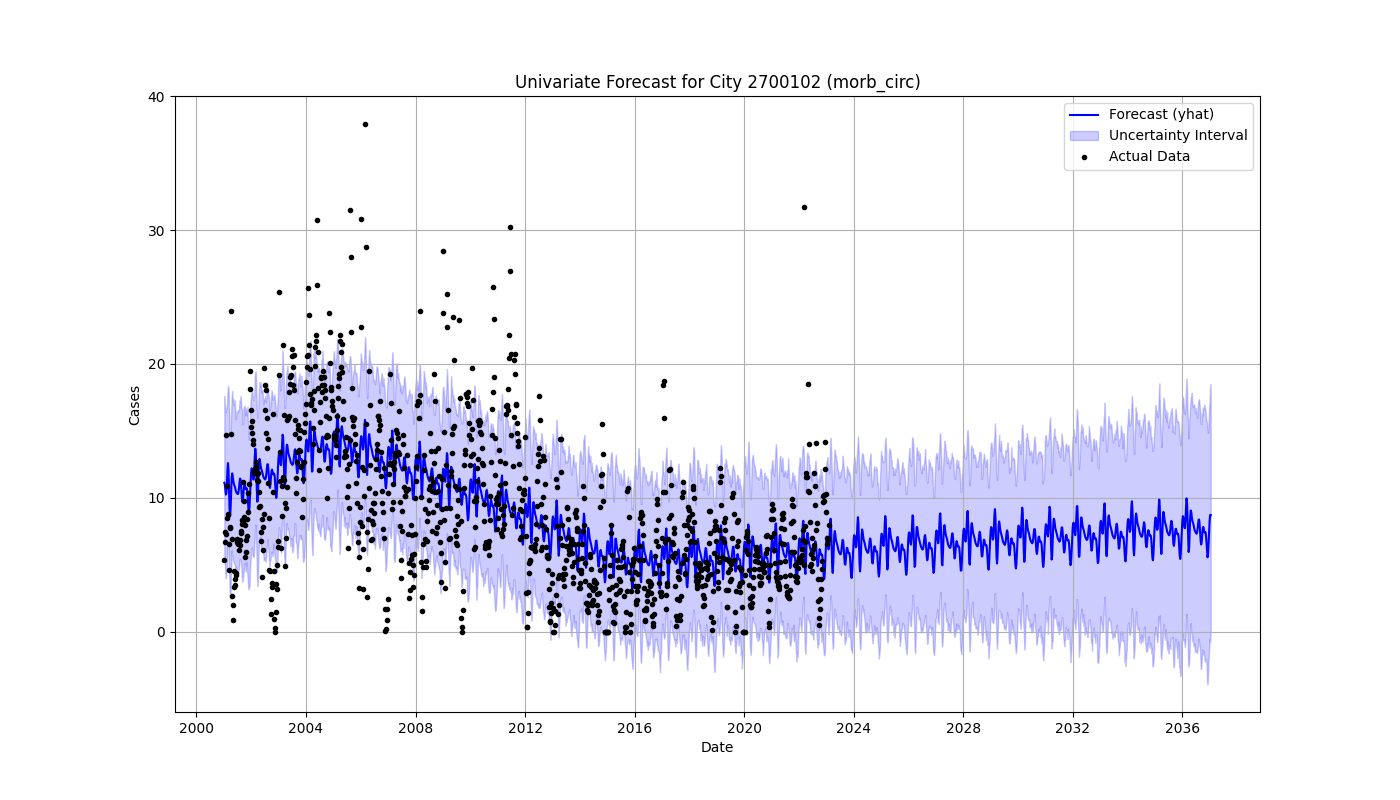 Univariate Forecast for City 2700102 (morb_circ)
Forecast (yhat)
Uncertainty Interval
Actual Data
Cases
40
30
20
10
0
2000 2004 2008 2012 2016 2020 2024 2028 2032 2036
Date